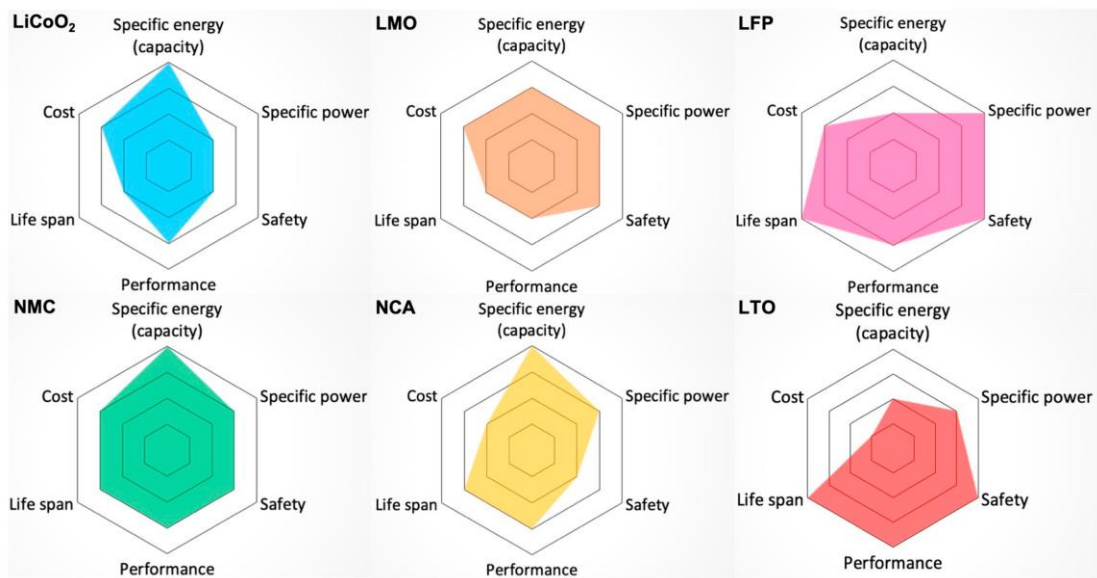 LiCoO₂
Specific energy
(capacity)
Cost
Specific power
Life span
Safety
Performance
LMO
Specific energy
(capacity)
Cost
Specific power
Life span
Safety
Performance
LFP
Specific energy
(capacity)
Cost
Specific power
Life span
Safety
Performance
NMC
Specific energy
(capacity)
Cost
Specific power
Life span
Safety
Performance
NCA
Specific energy
(capacity)
Cost
Specific power
Life span
Safety
Performance
LTO
Specific energy
(capacity)
Cost
Specific power
Life span
Safety
Performance